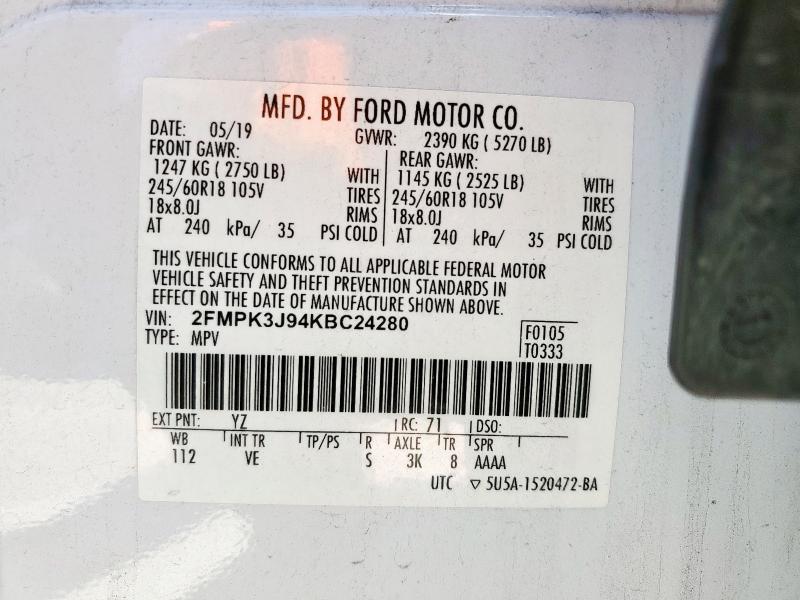 MFD. BY FORD MOTOR CO.
DATE: 05/19 GVWR: 2390 KG ( 5270 LB)
FRONT GAWR: REAR GAWR:
1247 KG ( 2750 LB) WITH 1145 KG ( 2525 LB) WITH
245/60R18 105V TIRES 245/60R18 105V TIRES
18x8.0J RIMS 18x8.0J RIMS
AT 240 kPa/ 35 PSI COLD AT 240 kPa/ 35 PSI COLD
THIS VEHICLE CONFORMS TO ALL APPLICABLE FEDERAL MOTOR
VEHICLE SAFETY AND THEFT PREVENTION STANDARDS IN
EFFECT ON THE DATE OF MANUFACTURE SHOWN ABOVE.
VIN: 2FMPK3J94KBC24280 F0105
TYPE: MPV T0333
EXT PNT: YZ RC: 71 DSO:
WB INT TR TP/PS R AXLE TR SPR
112 VE S 3K 8 AAAA
UTC ▽ 5U5A-1520472-BA